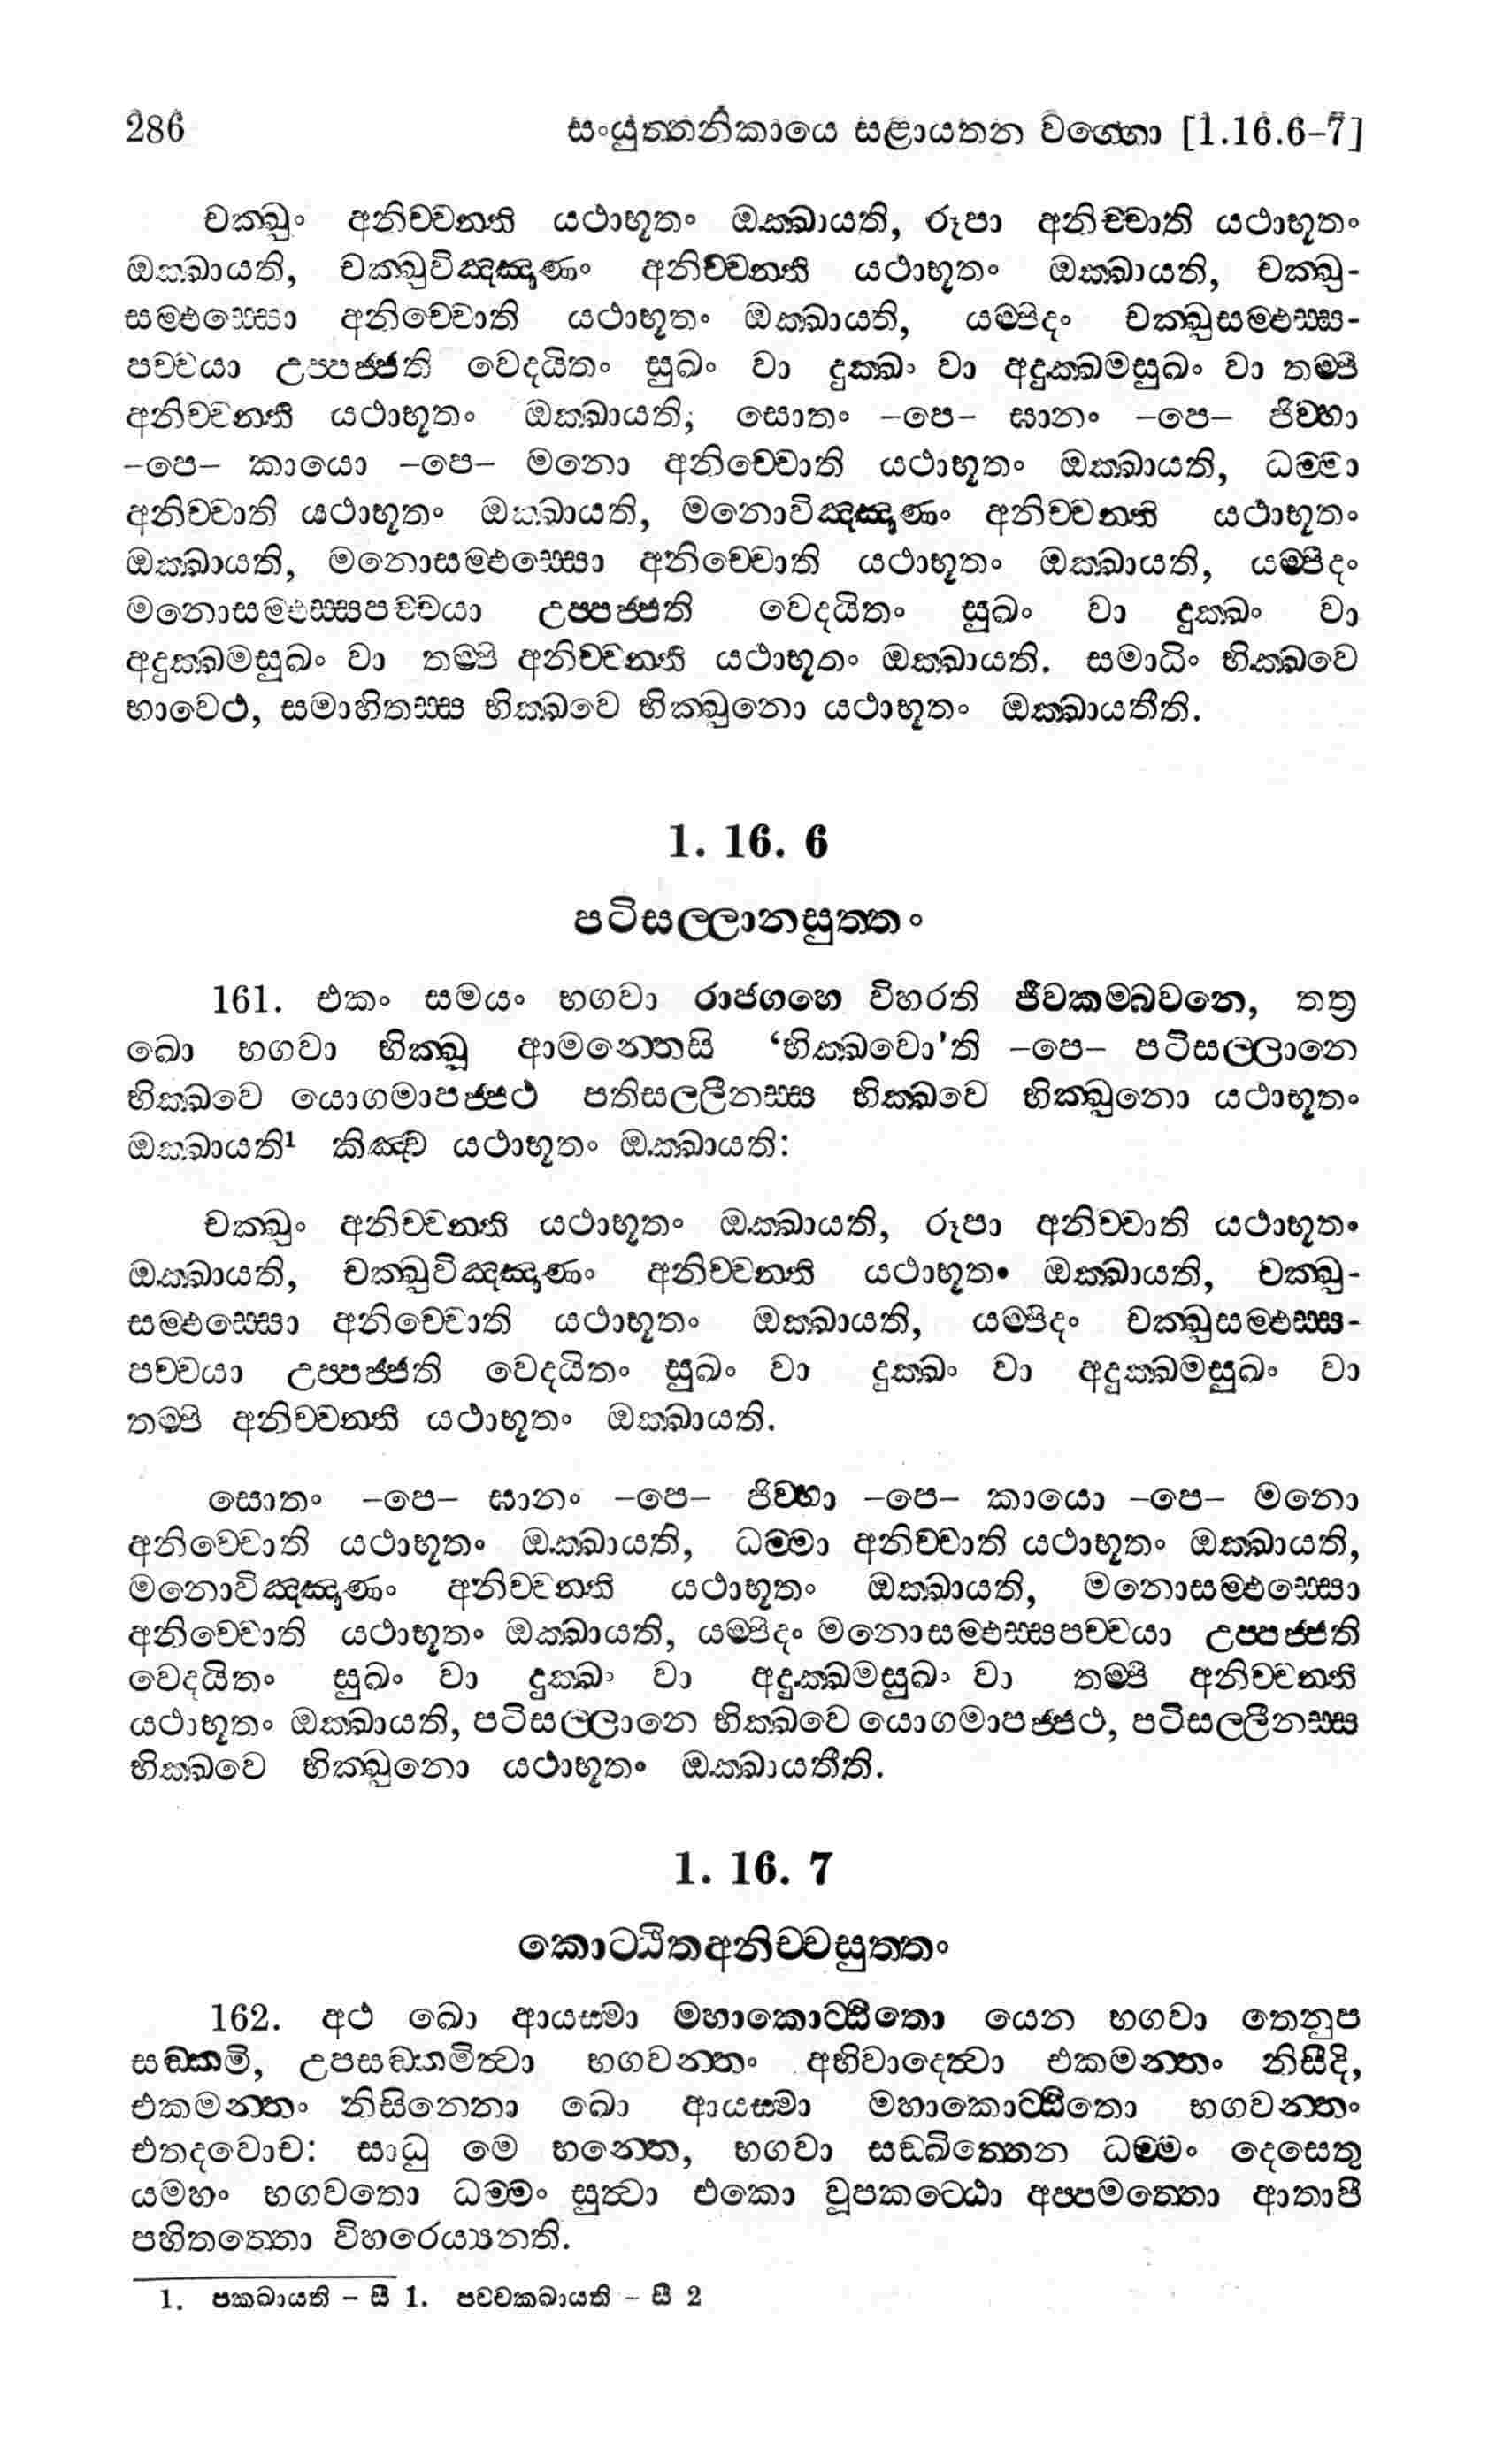 286 සංයුත්තනිකායෙ සළායතන වග්ගො [1.16.6–7]
චක්ඛුං අනිච්චන්ති යථාභූතං ඔක්ඛායති, රූපා අනිච්චාති යථාභූතං
ඔක්ඛායති, චක්ඛුවිඤ්ඤාණං අනිච්චන්ති යථාභූතං ඔක්ඛායති, චක්ඛු-
සම්ඵස්සො අනිච්චොති යථාභූතං ඔක්ඛායති, යම්පිදං චක්ඛුසම්ඵස්ස-
පච්චයා උප්පජ්ජති වෙදයිතං සුඛං වා දුක්ඛං වා අදුක්ඛමසුඛං වා තම්පි
අනිච්චන්ති යථාභූතං ඔක්ඛායති; සොතං –පෙ– ඝානං –පෙ– ජිව්හා
–පෙ– කායො –පෙ– මනො අනිච්චොති යථාභූතං ඔක්ඛායති, ධම්මා
අනිච්චාති යථාභූතං ඔක්ඛායති, මනොවිඤ්ඤාණං අනිච්චන්ති යථාභූතං
ඔක්ඛායති, මනොසම්ඵස්සො අනිච්චොති යථාභූතං ඔක්ඛායති, යම්පිදං
මනොසම්ඵස්සපච්චයා උප්පජ්ජති වෙදයිතං සුඛං වා දුක්ඛං වා
අදුක්ඛමසුඛං වා තම්පි අනිච්චන්ති යථාභූතං ඔක්ඛායති. සමාධිං භික්ඛවෙ
භාවෙථ, සමාහිතස්ස භික්ඛවෙ භික්ඛුනො යථාභූතං ඔක්ඛායතීති.
1. 16. 6
පටිසල්ලානසුත්තං
161. එකං සමයං භගවා රාජගහෙ විහරති ජීවකම්බවනෙ, තත්‍ර
ඛො භගවා භික්ඛූ ආමන්තෙසි ‘භික්ඛවො’ති –පෙ– පටිසල්ලානෙ
භික්ඛවෙ යොගමාපජ්ජථ පතිසල්ලීනස්ස භික්ඛවෙ භික්ඛුනො යථාභූතං
ඔක්ඛායති¹ කිඤ්ච යථාභූතං ඔක්ඛායති:
චක්ඛුං අනිච්චන්ති යථාභූතං ඔක්ඛායති, රූපා අනිච්චාති යථාභූතං
ඔක්ඛායති, චක්ඛුවිඤ්ඤාණං අනිච්චන්ති යථාභූතං ඔක්ඛායති, චක්ඛු-
සම්ඵස්සො අනිච්චොති යථාභූතං ඔක්ඛායති, යම්පිදං චක්ඛුසම්ඵස්ස-
පච්චයා උප්පජ්ජති වෙදයිතං සුඛං වා දුක්ඛං වා අදුක්ඛමසුඛං වා
තම්පි අනිච්චන්ති යථාභූතං ඔක්ඛායති.
සොතං –පෙ– ඝානං –පෙ– ජිව්හා –පෙ– කායො –පෙ– මනො
අනිච්චොති යථාභූතං ඔක්ඛායති, ධම්මා අනිච්චාති යථාභූතං ඔක්ඛායති,
මනොවිඤ්ඤාණං අනිච්චන්ති යථාභූතං ඔක්ඛායති, මනොසම්ඵස්සො
අනිච්චොති යථාභූතං ඔක්ඛායති, යම්පිදං මනොසම්ඵස්සපච්චයා උප්පජ්ජති
වෙදයිතං සුඛං වා දුක්ඛං වා අදුක්ඛමසුඛං වා තම්පි අනිච්චන්ති
යථාභූතං ඔක්ඛායති, පටිසල්ලානෙ භික්ඛවෙ යොගමාපජ්ජථ, පටිසල්ලීනස්ස
භික්ඛවෙ භික්ඛුනො යථාභූතං ඔක්ඛායතීති.
1. 16. 7
කොට්ඨිතඅනිච්චසුත්තං
162. අථ ඛො ආයස්මා මහාකොට්ඨිතො යෙන භගවා තෙනුප
සඞ්කමි, උපසඞ්කමිත්‍වා භගවන්තං අභිවාදෙත්‍වා එකමන්තං නිසීදි,
එකමන්තං නිසින්නො ඛො ආයස්මා මහාකොට්ඨිතො භගවන්තං
එතදවොච: සාධු මෙ භන්තෙ, භගවා සඞ්ඛිත්තෙන ධම්මං දෙසෙතු
යමහං භගවතො ධම්මං සුත්‍වා එකො වූපකට්ඨො අප්පමත්තො ආතාපී
පහිතත්තො විහරෙය්‍යන්ති.
1. පක්ඛායති – සී 1. පච්චක්ඛායති – සී 2